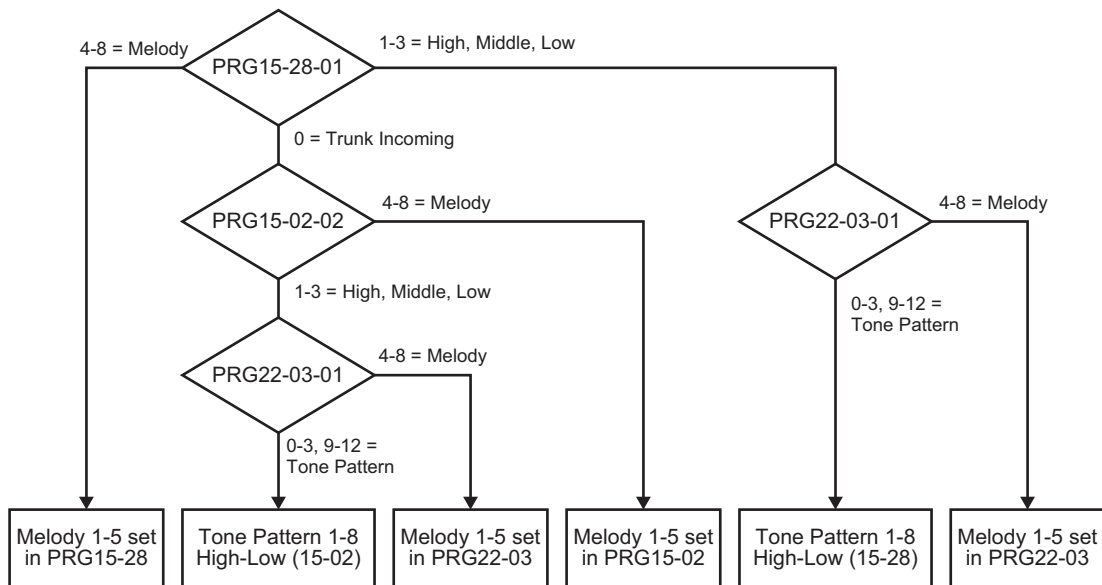 4-8 = Melody
1-3 = High, Middle, Low
PRG15-28-01
0 = Trunk Incoming
PRG15-02-02
4-8 = Melody
PRG22-03-01
4-8 = Melody
1-3 = High, Middle, Low
0-3, 9-12 =
Tone Pattern
PRG22-03-01
4-8 = Melody
0-3, 9-12 =
Tone Pattern
Melody 1-5 set
in PRG15-28
Tone Pattern 1-8
High-Low (15-02)
Melody 1-5 set
in PRG22-03
Melody 1-5 set
in PRG15-02
Tone Pattern 1-8
High-Low (15-28)
Melody 1-5 set
in PRG22-03